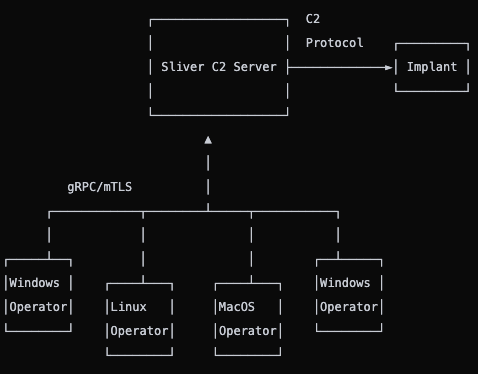 C2
Protocol
Sliver C2 Server
Implant
gRPC/mTLS
Windows
Operator
Linux
Operator
MacOS
Operator
Windows
Operator